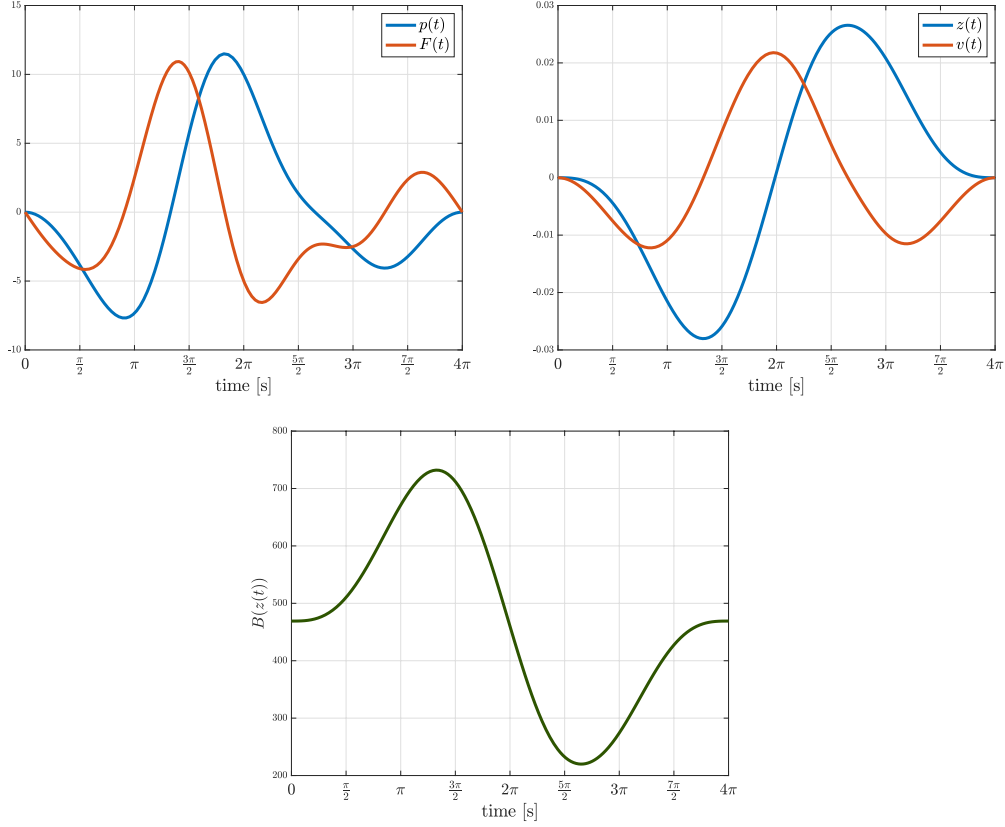 15
10
5
0
-5
-10
p(t)
F(t)
0
π/2
π
3π/2
2π
5π/2
3π
7π/2
4π
time [s]
0.03
0.02
0.01
0
-0.01
-0.02
-0.03
z(t)
v(t)
0
π/2
π
3π/2
2π
5π/2
3π
7π/2
4π
time [s]
800
700
600
500
400
300
200
B(z(t))
0
π/2
π
3π/2
2π
5π/2
3π
7π/2
4π
time [s]